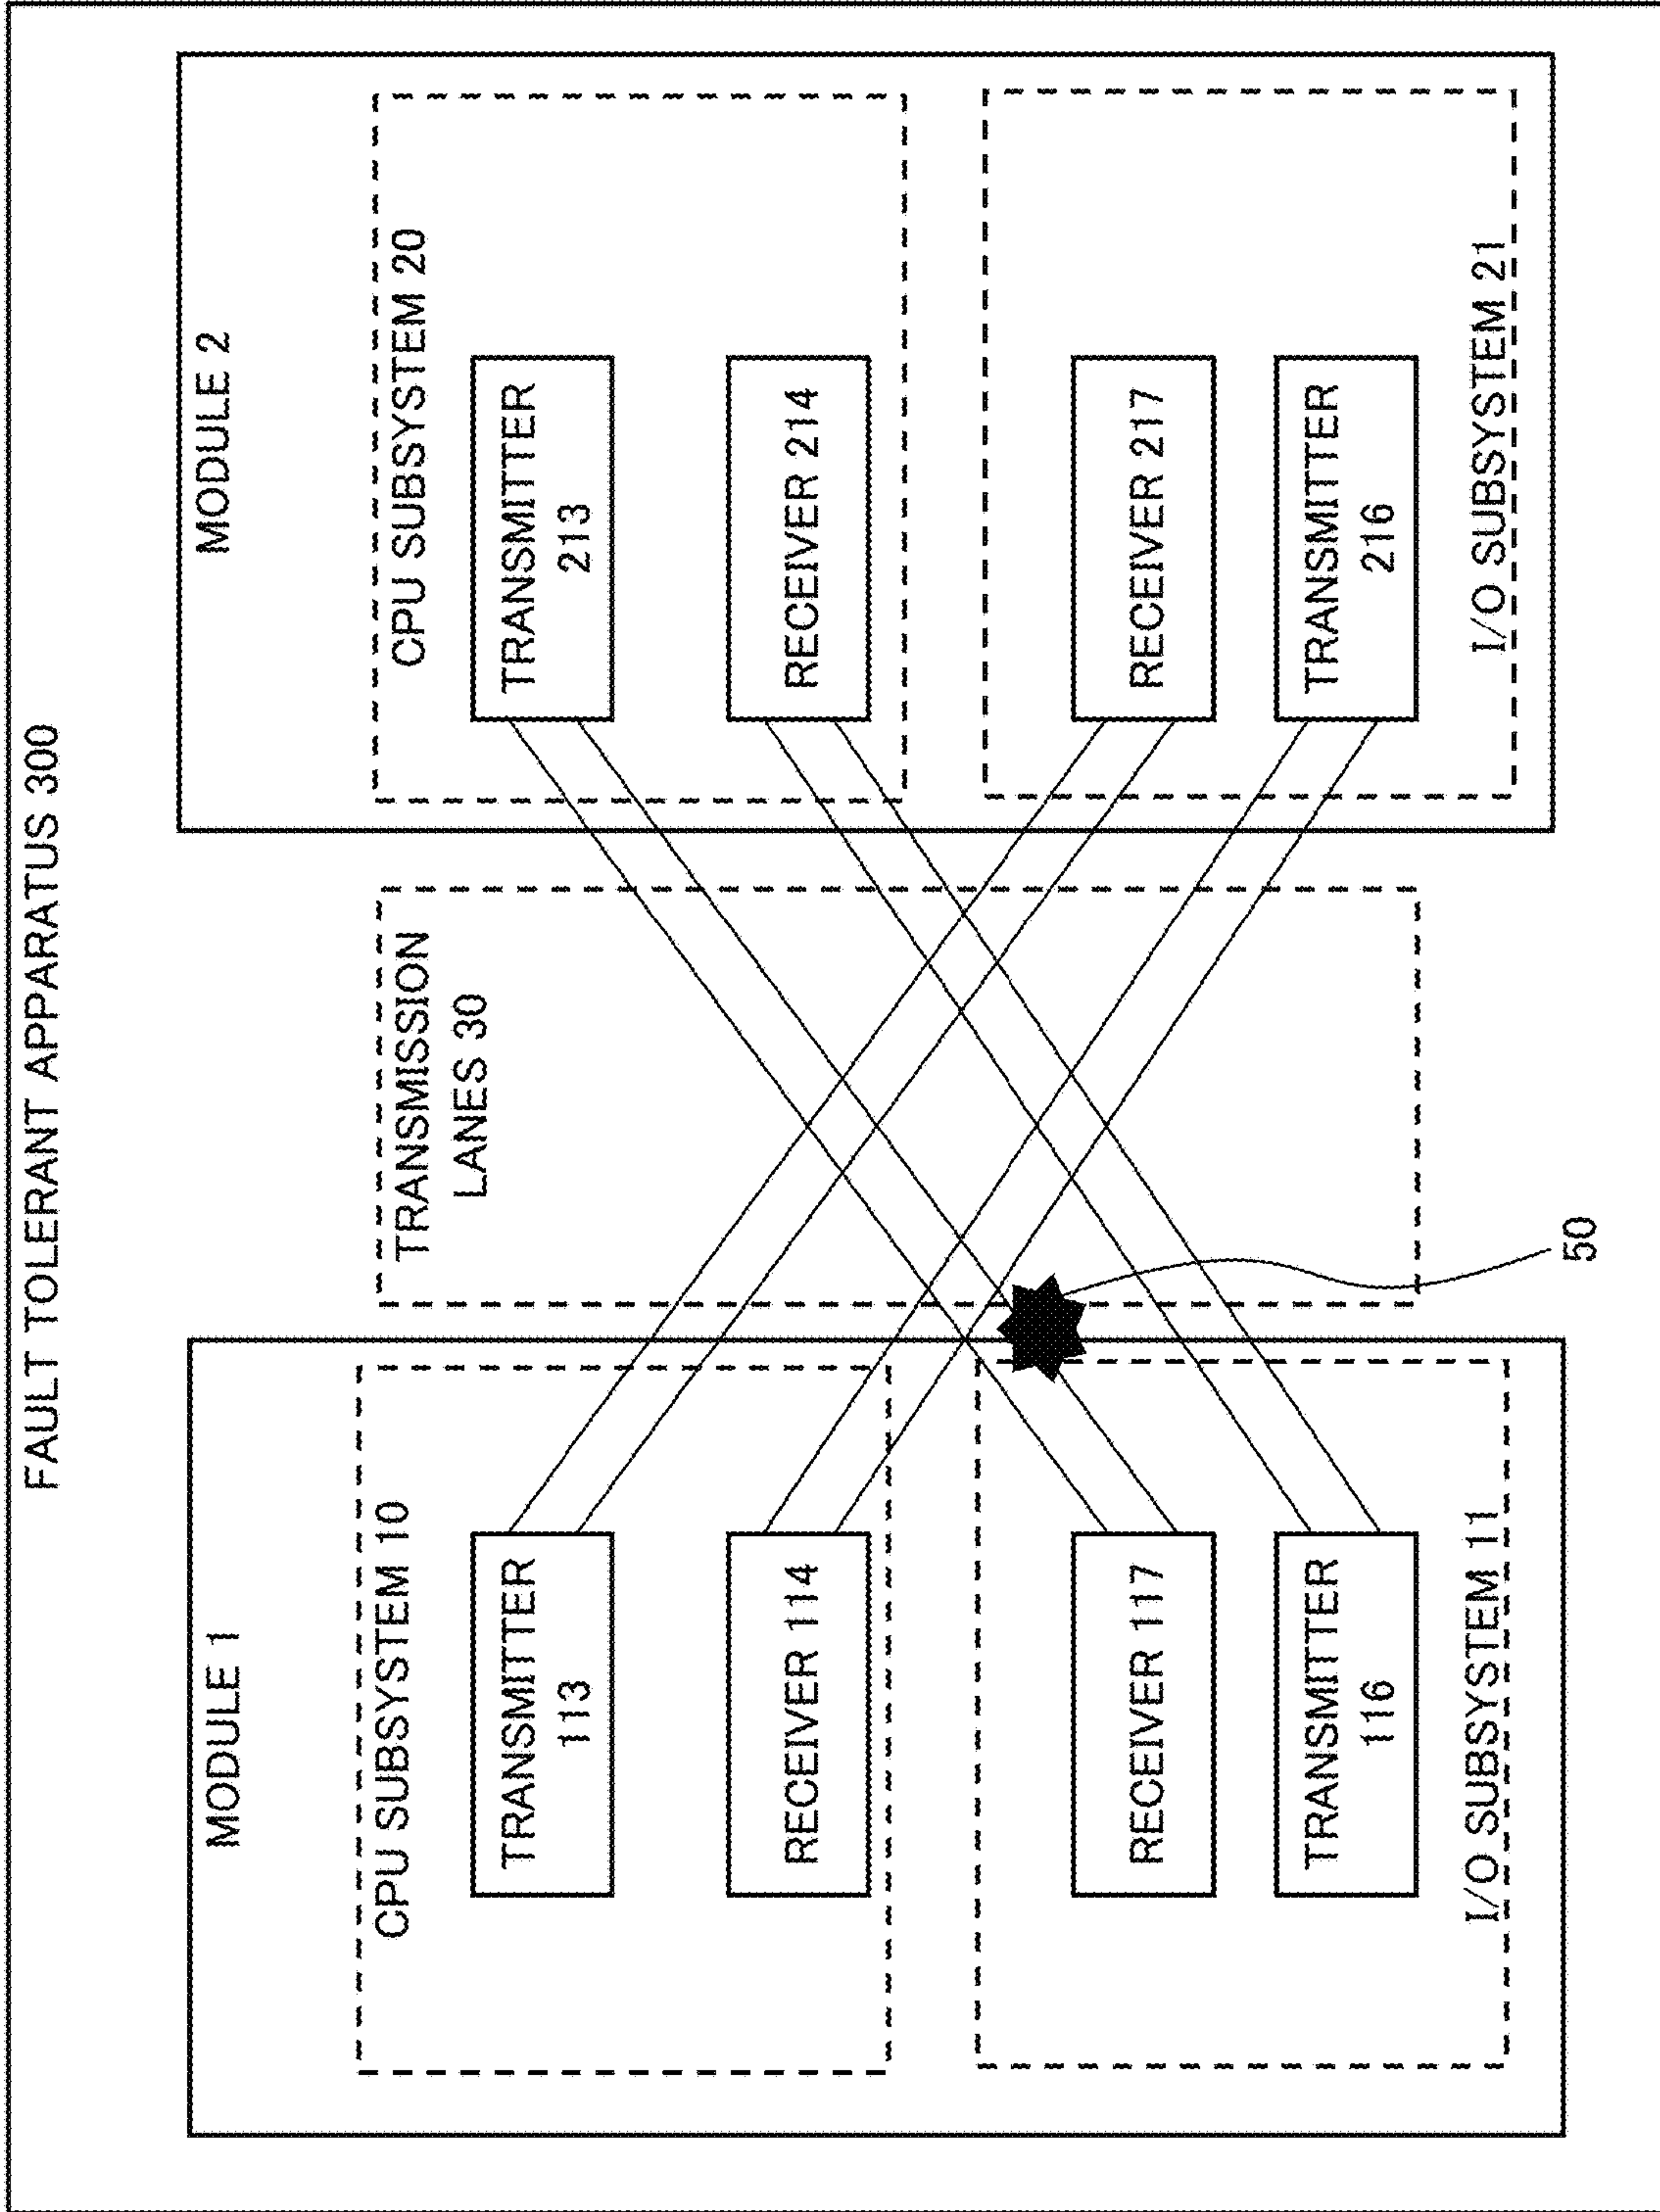 FAULT TOLERANT APPARATUS 300
MODULE 1
CPU SUBSYSTEM 10
TRANSMITTER
113
RECEIVER 114
RECEIVER 117
TRANSMITTER
116
I/O SUBSYSTEM 11
TRANSMISSION
LANES 30
50
MODULE 2
CPU SUBSYSTEM 20
TRANSMITTER
213
RECEIVER 214
RECEIVER 217
TRANSMITTER
216
I/O SUBSYSTEM 21